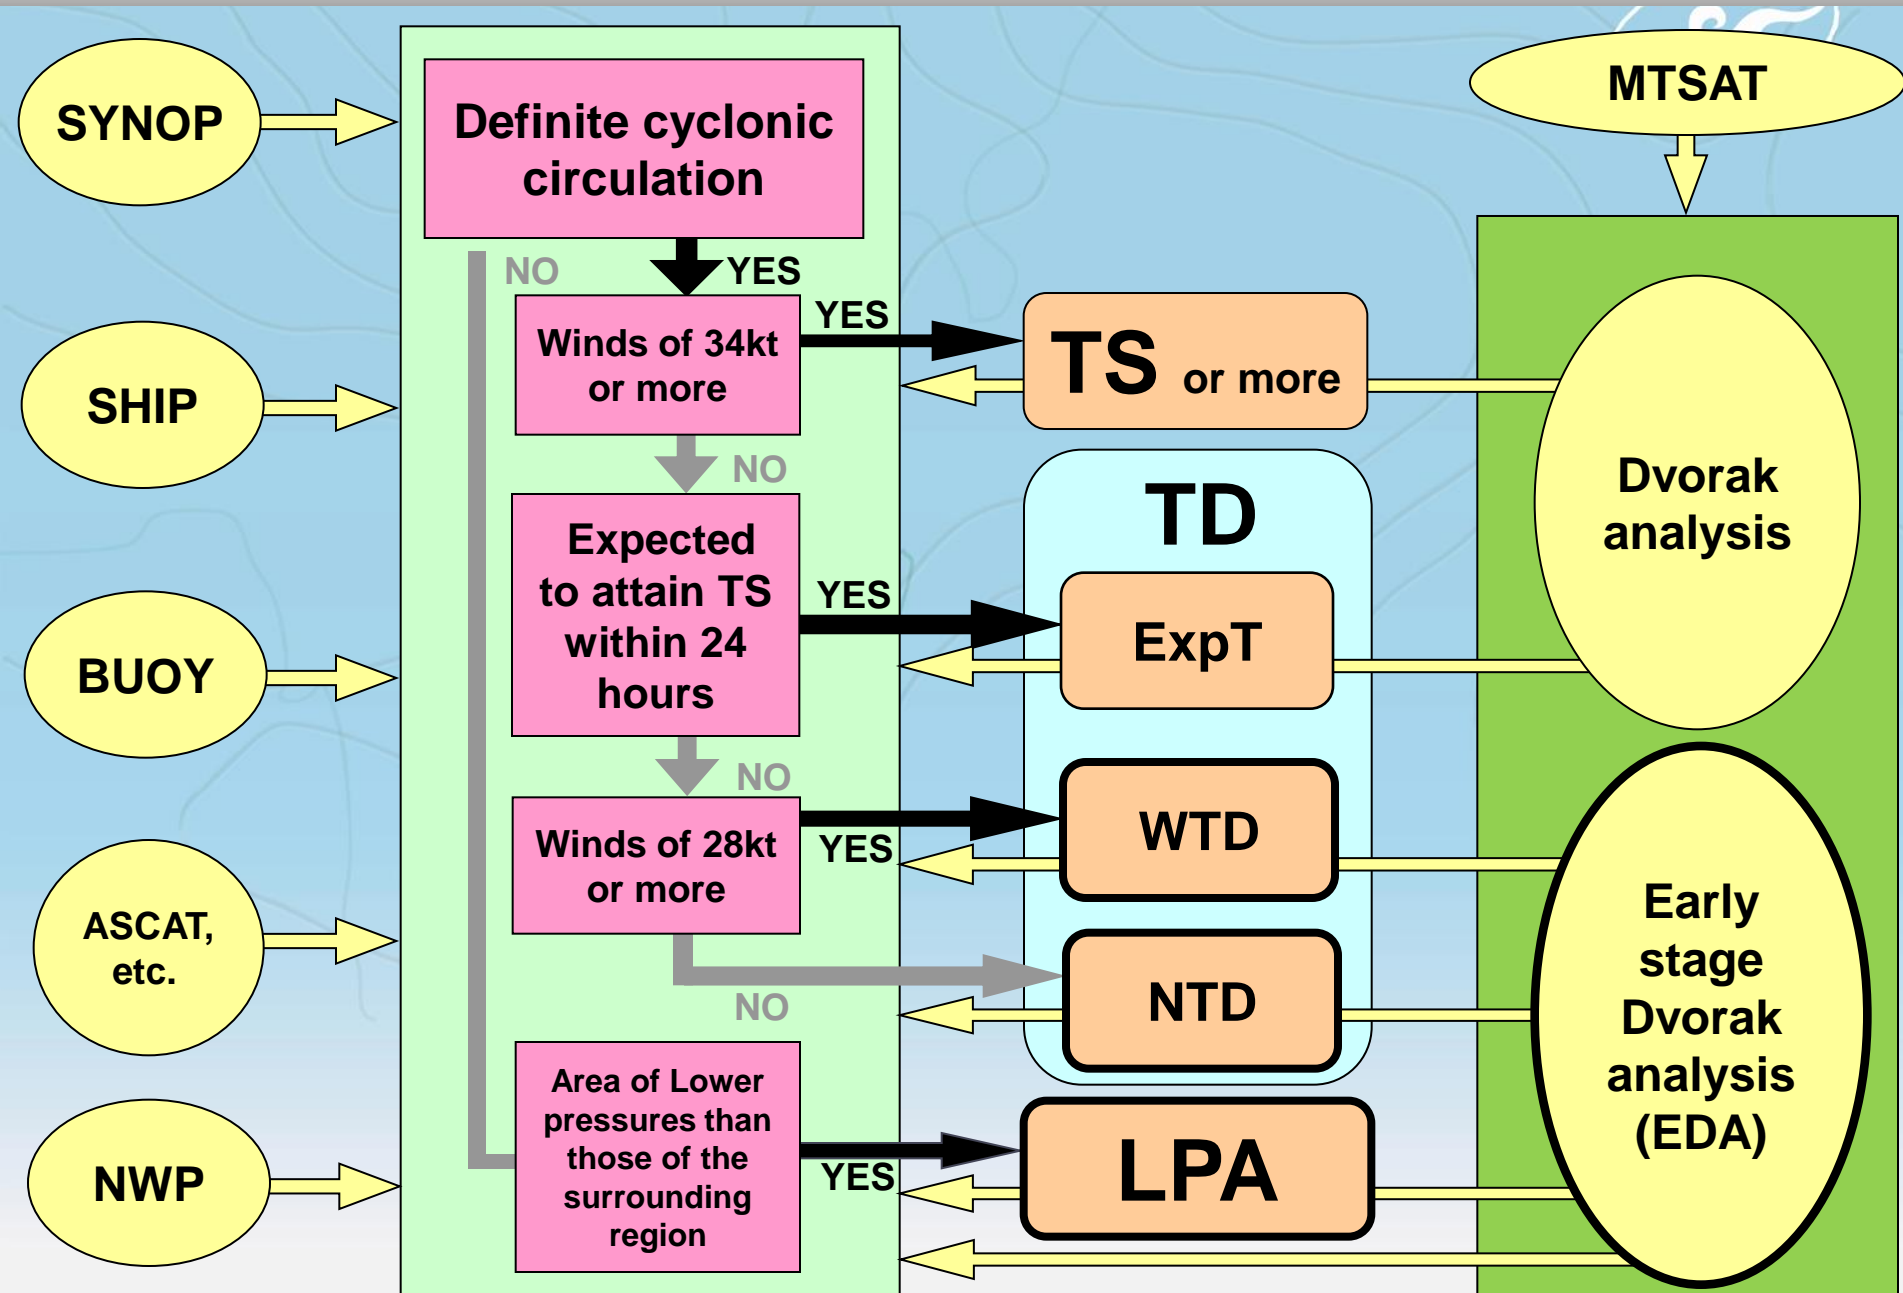 SYNOP
SHIP
BUOY
ASCAT,
etc.
NWP
Definite cyclonic
circulation
NO
YES
Winds of 34kt
or more
YES
NO
Expected
to attain TS
within 24
hours
YES
NO
Winds of 28kt
or more
YES
NO
Area of Lower
pressures than
those of the
surrounding
region
YES
TS or more
TD
ExpT
WTD
NTD
LPA
MTSAT
Dvorak
analysis
Early
stage
Dvorak
analysis
(EDA)